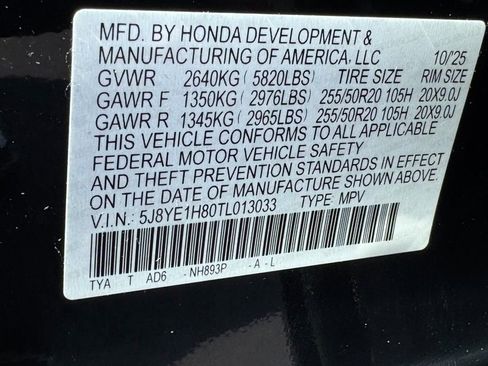 MFD. BY HONDA DEVELOPMENT &
MANUFACTURING OF AMERICA, LLC 10/'25
GVWR 2640KG ( 5820LBS) TIRE SIZE RIM SIZE
GAWR F 1350KG ( 2976LBS) 255/50R20 105H 20X9.0J
GAWR R 1345KG ( 2965LBS) 255/50R20 105H 20X9.0J
THIS VEHICLE CONFORMS TO ALL APPLICABLE
FEDERAL MOTOR VEHICLE SAFETY
AND THEFT PREVENTION STANDARDS IN EFFECT
ON THE DATE OF MANUFACTURE SHOWN ABOVE.
V.I.N.: 5J8YE1H80TL013033 TYPE: MPV
TYA T AD6 - NH893P - A - L